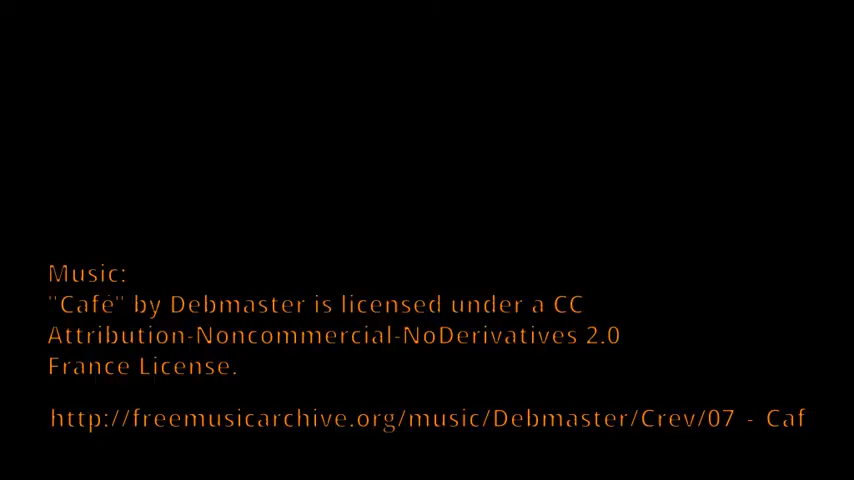 Music:
"Café" by Debmaster is licensed under a CC
Attribution-Noncommercial-NoDerivatives 2.0
France License.
http://freemusicarchive.org/music/Debmaster/Crev/07 - Caf